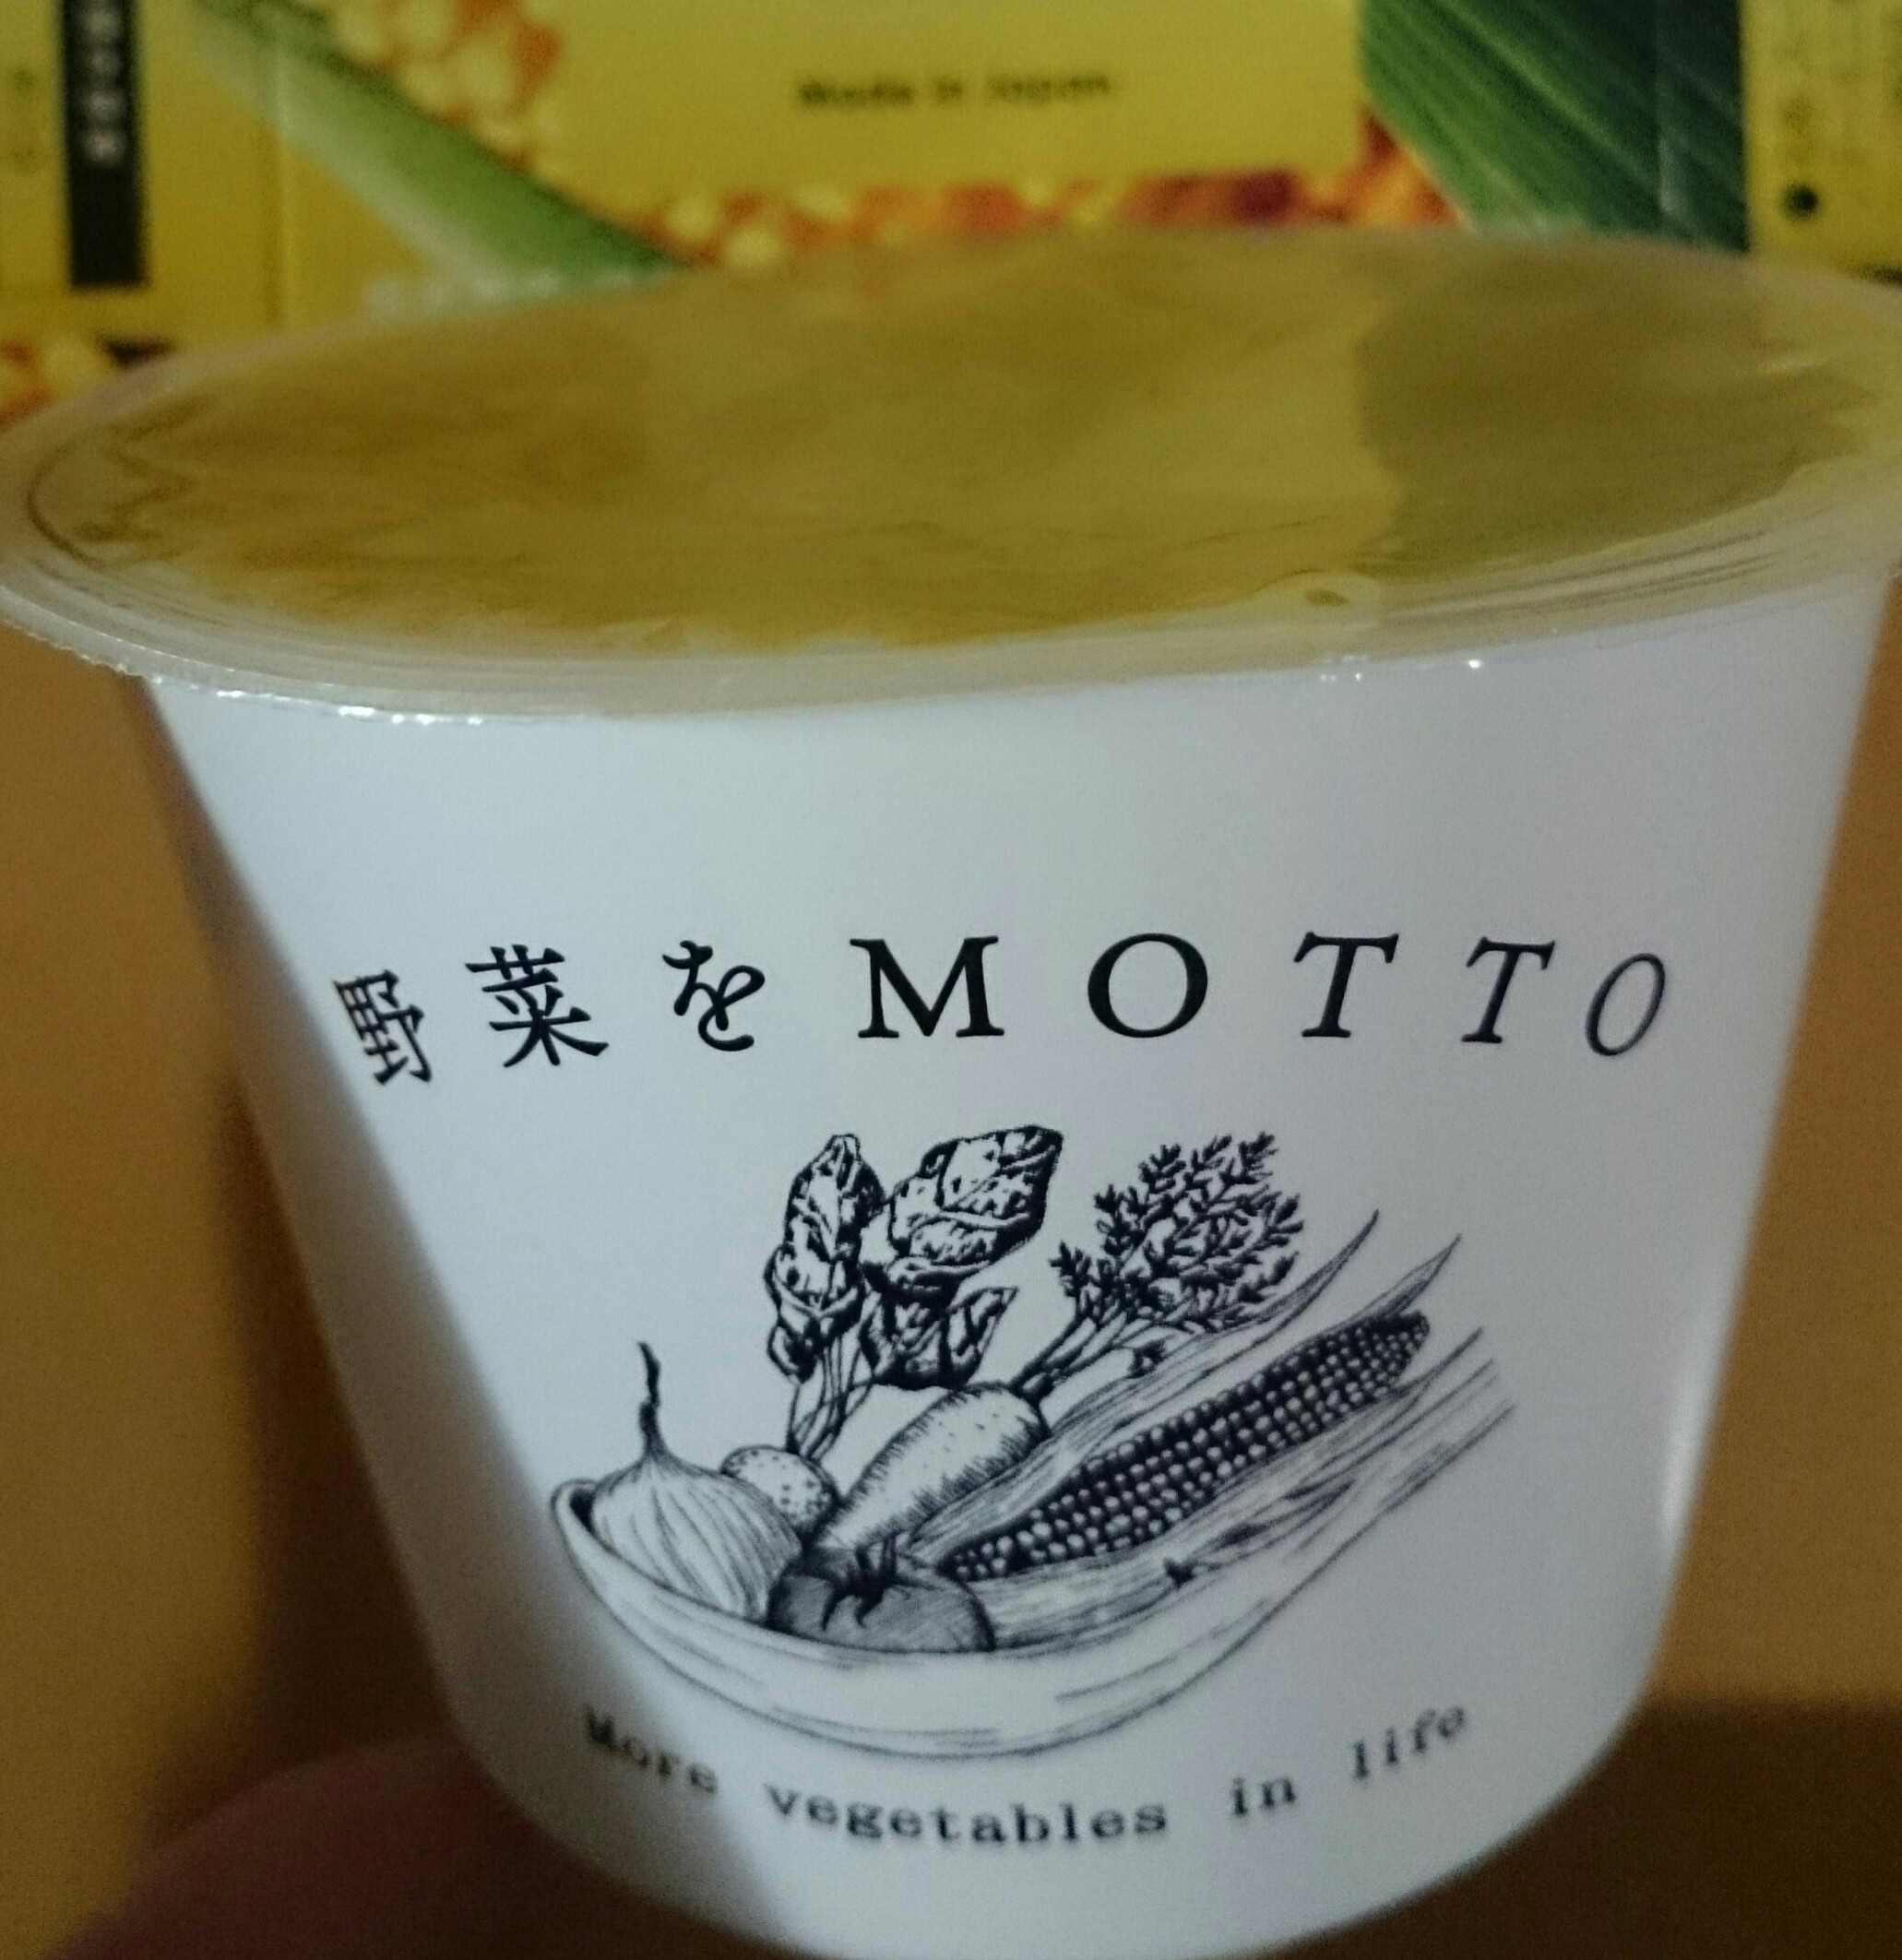 Made in Japan
野菜をMOTTO
More vegetables in life